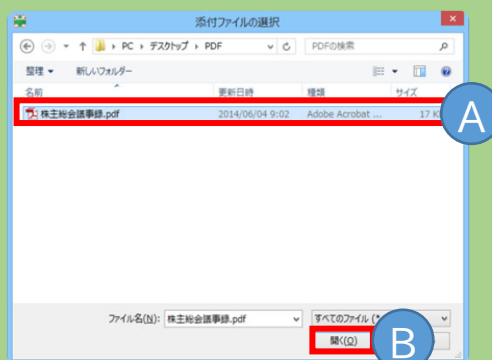 添付ファイルの選択
PC ▸ デスクトップ ▸ PDF
PDFの検索
整理 新しいフォルダー
名前 更新日時 種類 サイズ
株主総会議事録.pdf 2014/06/04 9:02 Adobe Acrobat ... 17
A
ファイル名(N): 株主総会議事録.pdf すべてのファイル (*
開く(O)
B